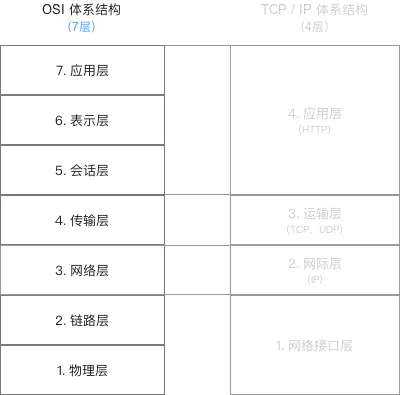 OSI 体系结构
（7层）
7. 应用层
6. 表示层
5. 会话层
4. 传输层
3. 网络层
2. 链路层
1. 物理层
TCP / IP 体系结构
（4层）
4. 应用层
（HTTP）
3. 运输层
（TCP、UDP）
2. 网际层
（IP）
1. 网络接口层